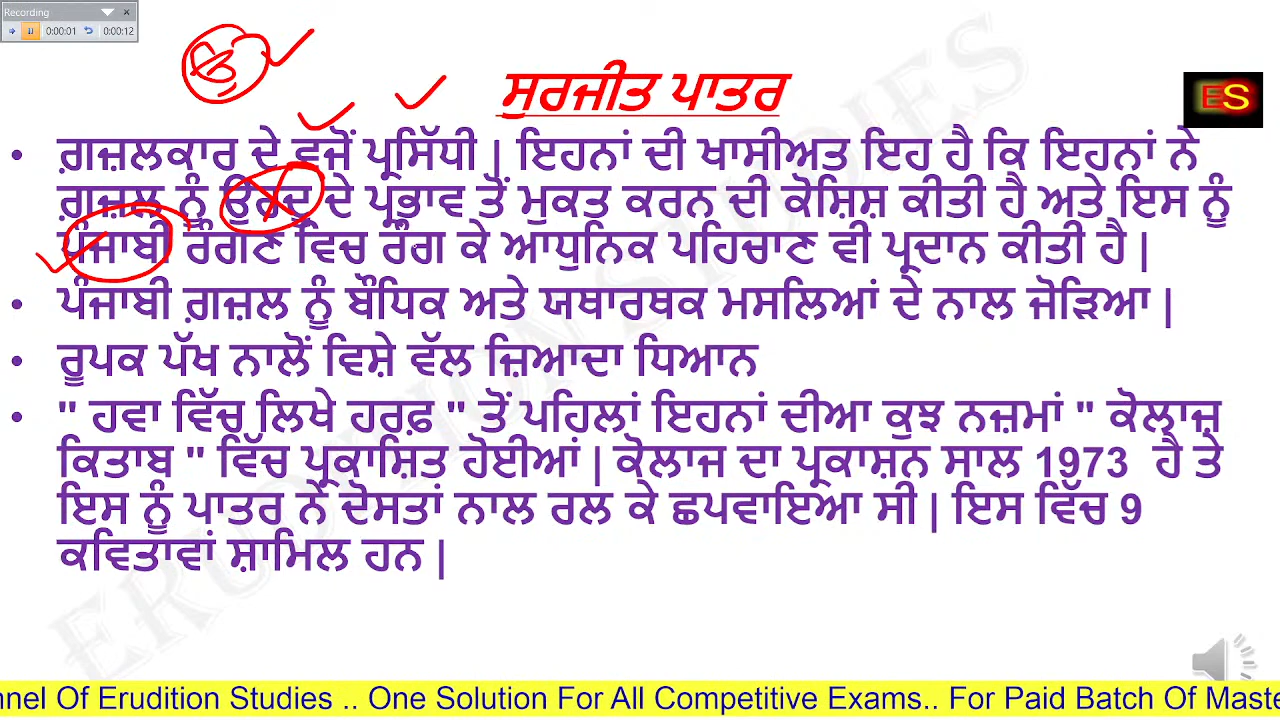 Recording
0:00:01 0:00:12
ਸੁਰਜੀਤ ਪਾਤਰ
ES
• ਗ਼ਜ਼ਲਕਾਰ ਦੇ ਵਜੋਂ ਪ੍ਰਸਿੱਧੀ | ਇਹਨਾਂ ਦੀ ਖਾਸੀਅਤ ਇਹ ਹੈ ਕਿ ਇਹਨਾਂ ਨੇ
ਗ਼ਜ਼ਲ ਨੂੰ ਉਰਦੂ ਦੇ ਪ੍ਰਭਾਵ ਤੋਂ ਮੁਕਤ ਕਰਨ ਦੀ ਕੋਸ਼ਿਸ਼ ਕੀਤੀ ਹੈ ਅਤੇ ਇਸ ਨੂੰ
ਪੰਜਾਬੀ ਰੰਗਣ ਵਿਚ ਰੰਗ ਕੇ ਆਧੁਨਿਕ ਪਹਿਚਾਣ ਵੀ ਪ੍ਰਦਾਨ ਕੀਤੀ ਹੈ |
• ਪੰਜਾਬੀ ਗ਼ਜ਼ਲ ਨੂੰ ਬੌਧਿਕ ਅਤੇ ਯਥਾਰਥਕ ਮਸਲਿਆਂ ਦੇ ਨਾਲ ਜੋੜਿਆ |
• ਰੂਪਕ ਪੱਖ ਨਾਲੋਂ ਵਿਸ਼ੇ ਵੱਲ ਜ਼ਿਆਦਾ ਧਿਆਨ
• " ਹਵਾ ਵਿੱਚ ਲਿਖੇ ਹਰਫ਼ " ਤੋਂ ਪਹਿਲਾਂ ਇਹਨਾਂ ਦੀਆ ਕੁਝ ਨਜ਼ਮਾਂ " ਕੋਲਾਜ਼
ਕਿਤਾਬ " ਵਿੱਚ ਪ੍ਰਕਾਸ਼ਿਤ ਹੋਈਆਂ | ਕੋਲਾਜ ਦਾ ਪ੍ਰਕਾਸ਼ਨ ਸਾਲ 1973 ਹੈ ਤੇ
ਇਸ ਨੂੰ ਪਾਤਰ ਨੇ ਦੋਸਤਾਂ ਨਾਲ ਰਲ ਕੇ ਛਪਵਾਇਆ ਸੀ | ਇਸ ਵਿੱਚ 9
ਕਵਿਤਾਵਾਂ ਸ਼ਾਮਿਲ ਹਨ |
ERUDITION STUDIES
nnel Of Erudition Studies .. One Solution For All Competitive Exams.. For Paid Batch Of Maste